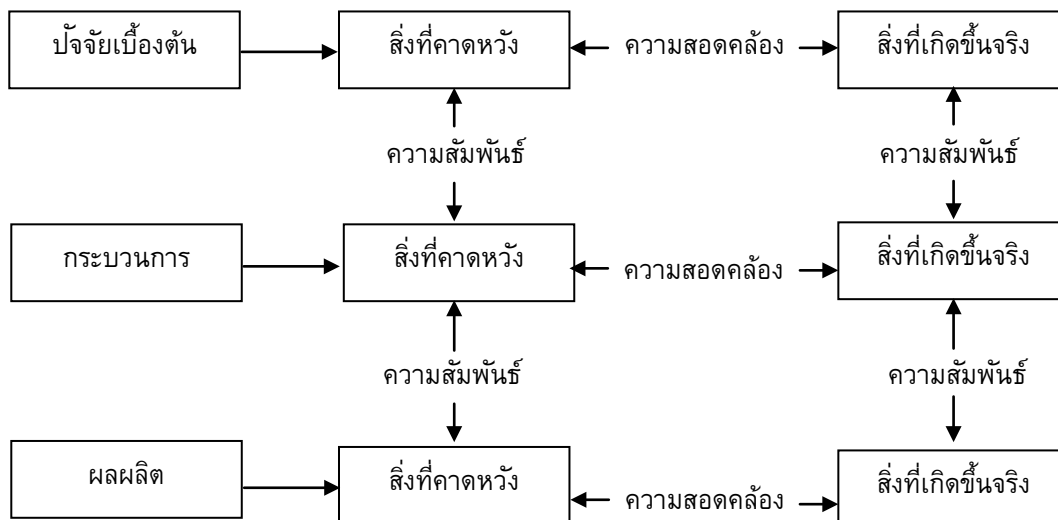 ปัจจัยเบื้องต้น สิ่งที่คาดหวัง ความสอดคล้อง สิ่งที่เกิดขึ้นจริง
ความสัมพันธ์ ความสัมพันธ์
กระบวนการ สิ่งที่คาดหวัง ความสอดคล้อง สิ่งที่เกิดขึ้นจริง
ความสัมพันธ์ ความสัมพันธ์
ผลผลิต สิ่งที่คาดหวัง ความสอดคล้อง สิ่งที่เกิดขึ้นจริง